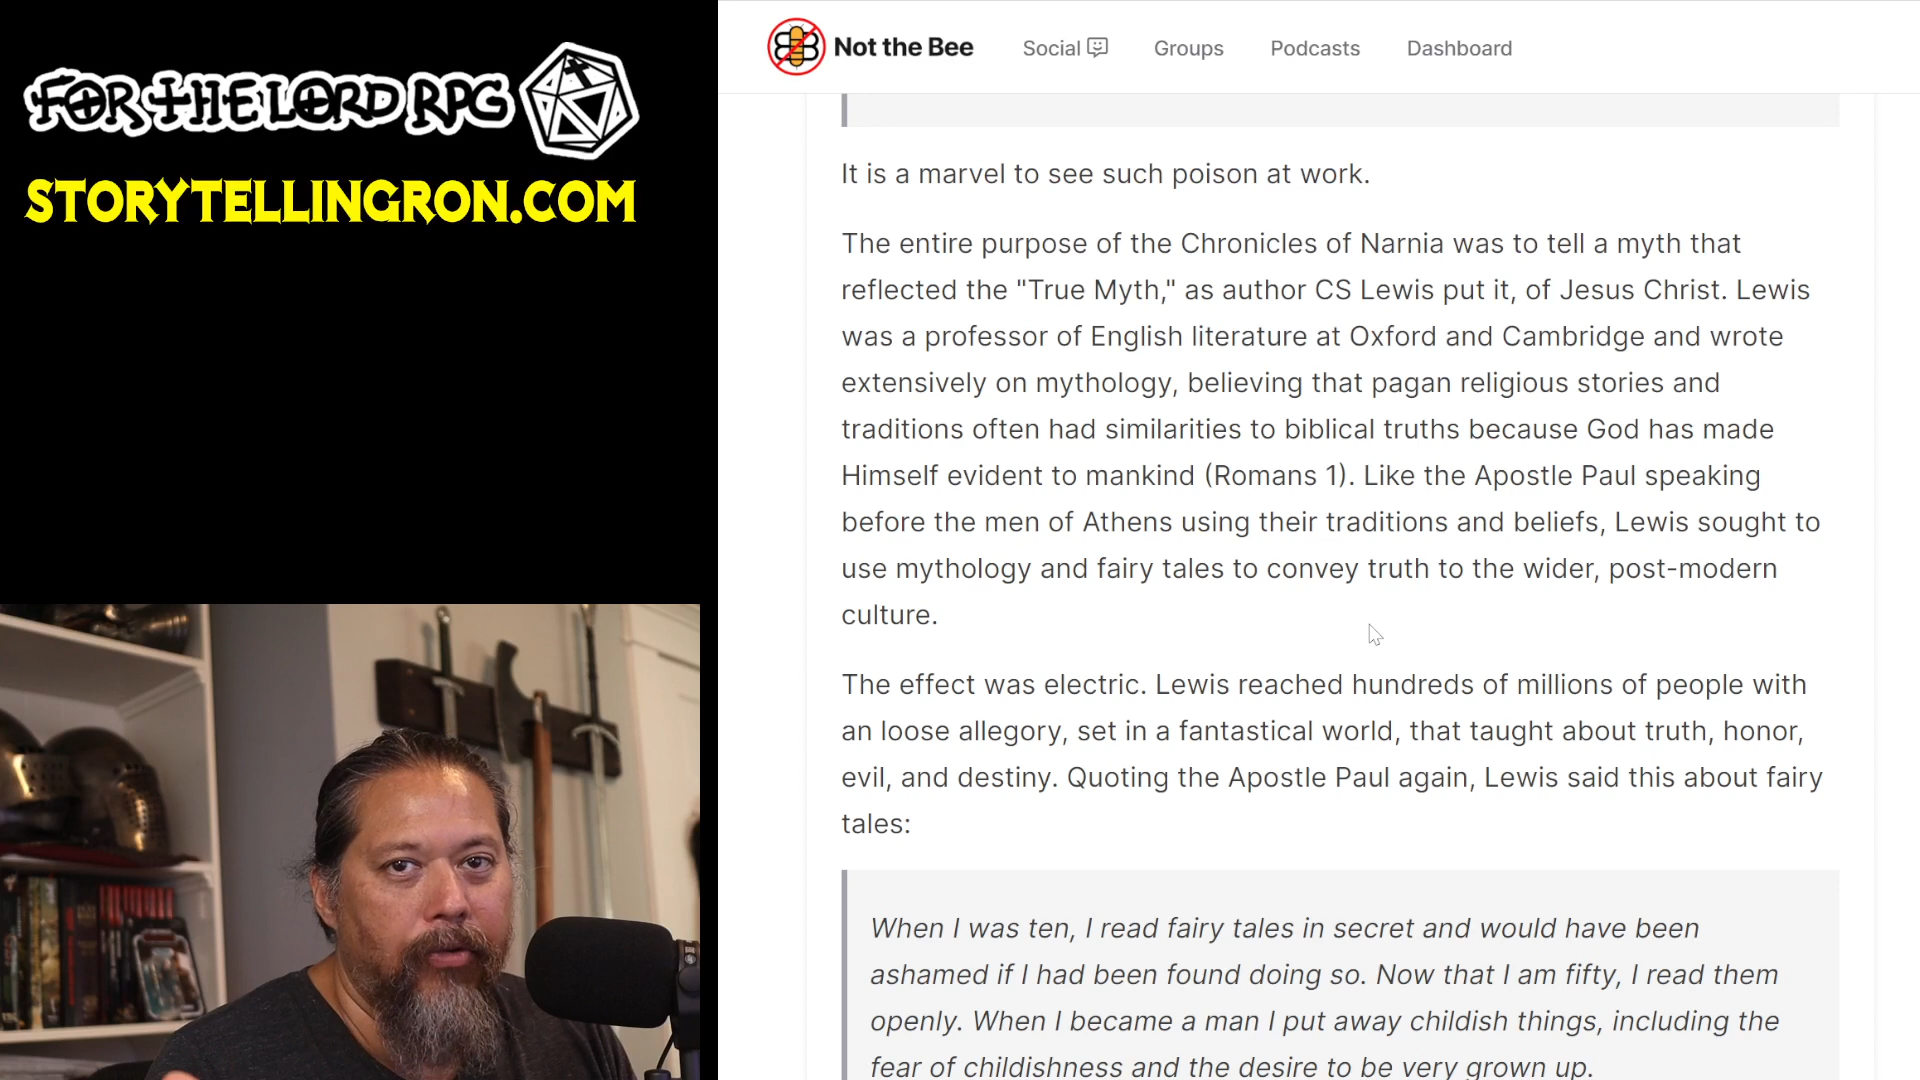 FOR THE LORD RPG
STORYTELLINGRON.COM
Not the Bee
Social
Groups
Podcasts
Dashboard
It is a marvel to see such poison at work.
The entire purpose of the Chronicles of Narnia was to tell a myth that
reflected the "True Myth," as author CS Lewis put it, of Jesus Christ. Lewis
was a professor of English literature at Oxford and Cambridge and wrote
extensively on mythology, believing that pagan religious stories and
traditions often had similarities to biblical truths because God has made
Himself evident to mankind (Romans 1). Like the Apostle Paul speaking
before the men of Athens using their traditions and beliefs, Lewis sought to
use mythology and fairy tales to convey truth to the wider, post-modern
culture.
The effect was electric. Lewis reached hundreds of millions of people with
an loose allegory, set in a fantastical world, that taught about truth, honor,
evil, and destiny. Quoting the Apostle Paul again, Lewis said this about fairy
tales:
When I was ten, I read fairy tales in secret and would have been
ashamed if I had been found doing so. Now that I am fifty, I read them
openly. When I became a man I put away childish things, including the
fear of childishness and the desire to be very grown up.